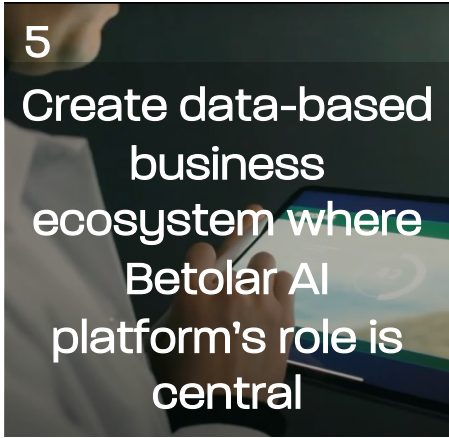 5
Create data-based
business
ecosystem where
Betolar AI
platform's role is
central